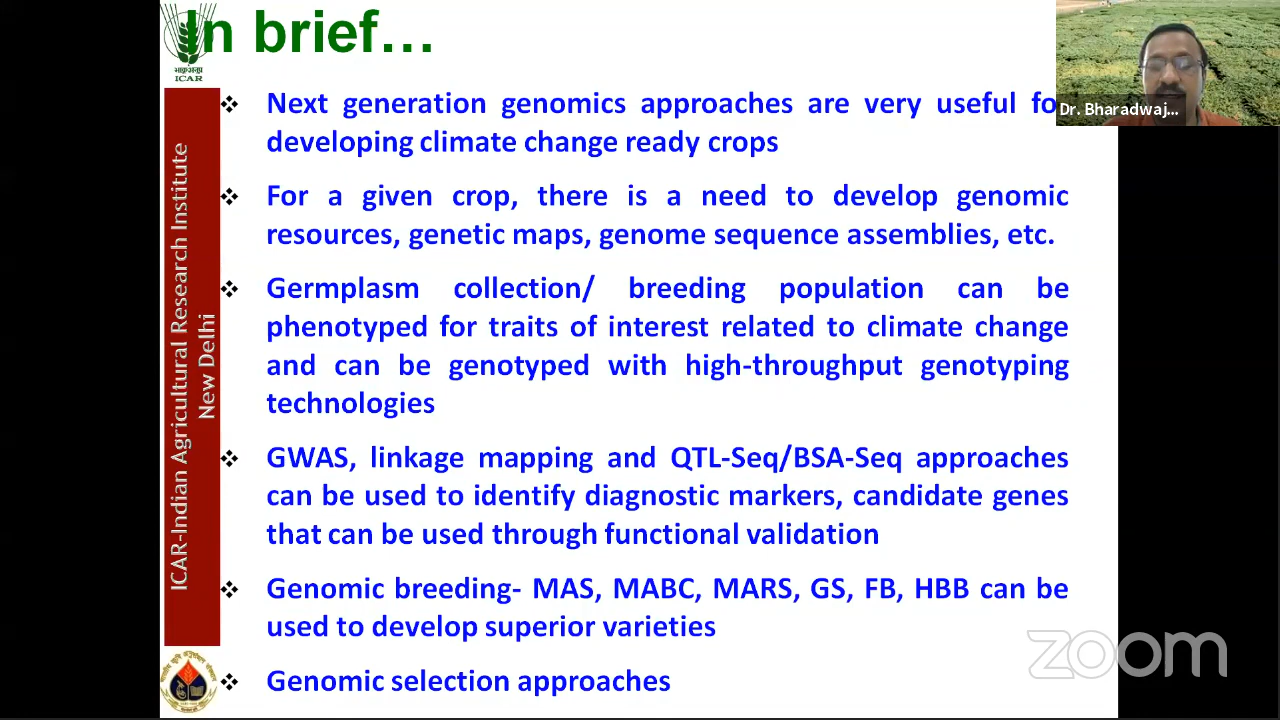 In brief...
भाकृअनुप
ICAR
Next generation genomics approaches are very useful fo
developing climate change ready crops
Dr. Bharadwaj...
For a given crop, there is a need to develop genomic
resources, genetic maps, genome sequence assemblies, etc.
Germplasm collection/ breeding population can be
phenotyped for traits of interest related to climate change
and can be genotyped with high-throughput genotyping
technologies
GWAS, linkage mapping and QTL-Seq/BSA-Seq approaches
can be used to identify diagnostic markers, candidate genes
that can be used through functional validation
Genomic breeding- MAS, MABC, MARS, GS, FB, HBB can be
used to develop superior varieties
Genomic selection approaches
ICAR-Indian Agricultural Research Institute
New Delhi
zoom